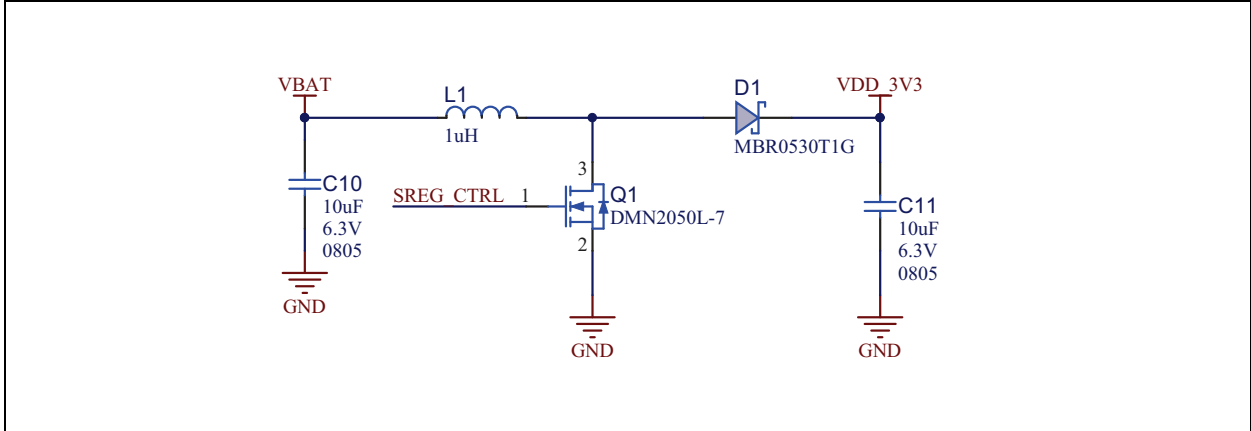 VBAT
L1
1uH
D1
MBR0530T1G
VDD_3V3
C10
10uF
6.3V
0805
GND
SREG_CTRL
1
3
2
Q1
DMN2050L-7
GND
C11
10uF
6.3V
0805
GND